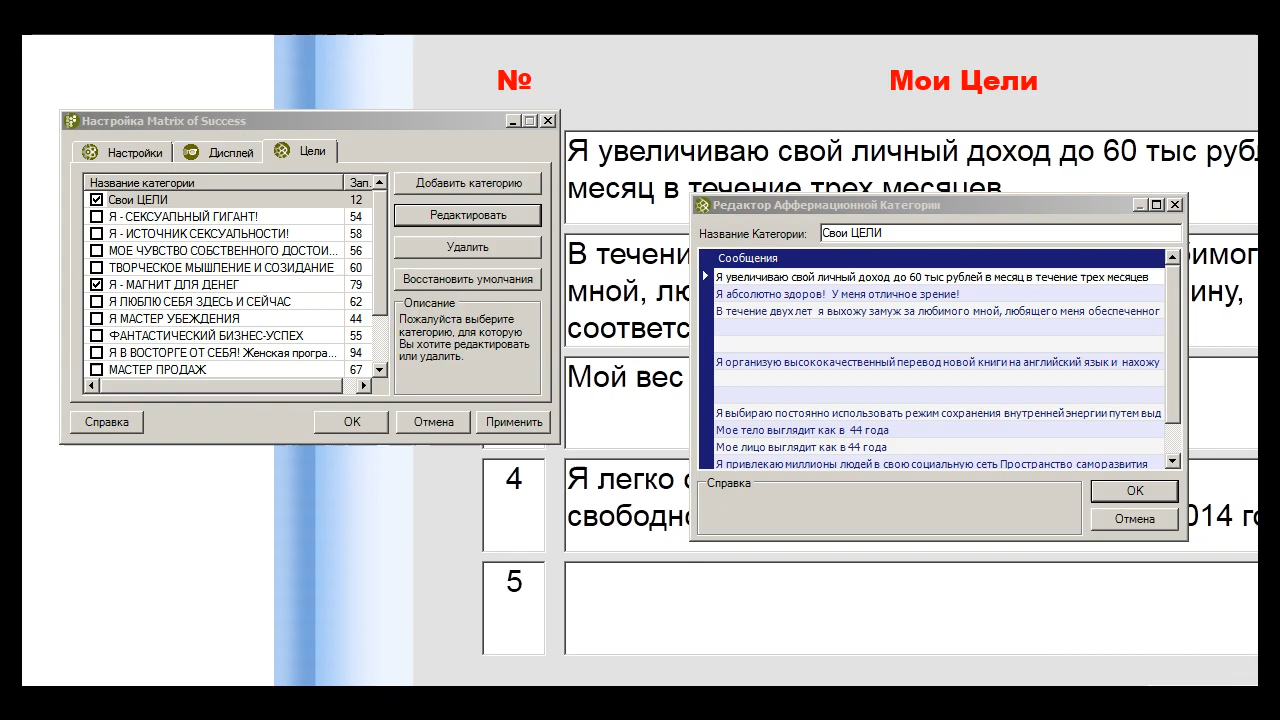 №
Мои Цели
Настройка Matrix of Success
Настройки
Дисплей
Цели
Название категории
Зап.
Свои ЦЕЛИ
12
Я - СЕКСУАЛЬНЫЙ ГИГАНТ!
54
Я - ИСТОЧНИК СЕКСУАЛЬНОСТИ!
58
МОЕ ЧУВСТВО СОБСТВЕННОГО ДОСТОИ...
56
ТВОРЧЕСКОЕ МЫШЛЕНИЕ И СОЗИДАНИЕ
60
Я - МАГНИТ ДЛЯ ДЕНЕГ
79
Я ЛЮБЛЮ СЕБЯ ЗДЕСЬ И СЕЙЧАС
62
Я МАСТЕР УБЕЖДЕНИЯ
44
ФАНТАСТИЧЕСКИЙ БИЗНЕС-УСПЕХ
55
Я В ВОСТОРГЕ ОТ СЕБЯ! Женская програ...
94
МАСТЕР ПРОДАЖ
67
Добавить категорию
Редактировать
Удалить
Восстановить умолчания
Описание
Пожалуйста выберите
категорию, для которую
Вы хотите редактировать
или удалить.
Справка
OK
Отмена
Применить
Я увеличиваю свой личный доход до 60 тыс рубл
месяц в течение трех месяцев
В течени
мной, лю
ину,
соответс
Мой вес
4
Я легко
свободно
014 го
5
Редактор Аффермационной Категории
Название Категории:
Свои ЦЕЛИ
Сообщения
Я увеличиваю свой личный доход до 60 тыс рублей в месяц в течение трех месяцев
Я абсолютно здоров! У меня отличное зрение!
В течение двух лет я выхожу замуж за любимого мной, любящего меня обеспеченног
Я организую высококачественный перевод новой книги на английский язык и нахожу
Я выбираю постоянно использовать режим сохранения внутренней энергии путем выд
Мое тело выглядит как в 44 года
Мое лицо выглядит как в 44 года
Я привлекаю миллионы людей в свою социальную сеть Пространство саморазвития
Справка
OK
Отмена